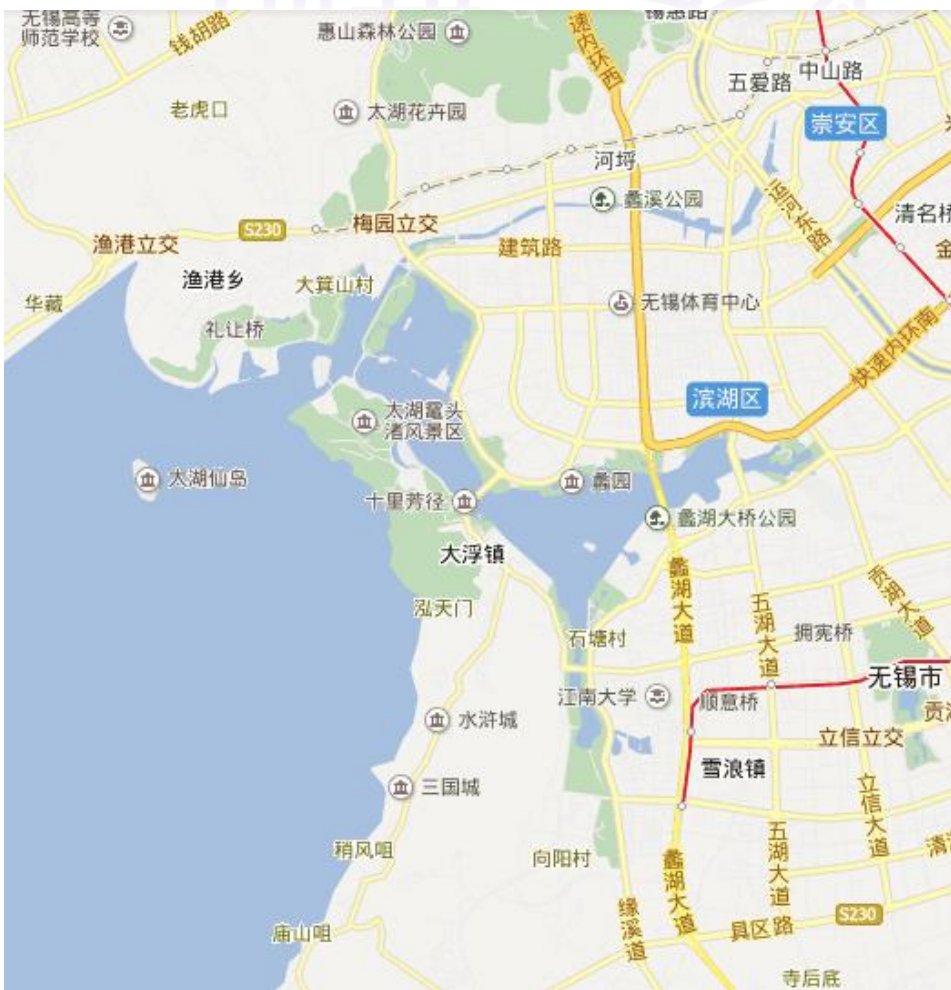 无锡高等
师范学校
钱胡路
惠山森林公园
速内环西
五爱路
中山路
崇安区
老虎口
太湖花卉园
河埒
蠡溪公园
运河东路
清名桥
S230
梅园立交
渔港立交
建筑路
渔港乡
大箕山村
华藏
礼让桥
无锡体育中心
快速内环南
滨湖区
太湖鼋头
渚风景区
太湖仙岛
蠡园
十里芳径
蠡湖大桥公园
大浮镇
蠡湖大道
五湖大道
贡湖大道
泓天门
石塘村
拥宪桥
无锡市
江南大学
顺意桥
水浒城
立信立交
雪浪镇
三国城
立信大道
稍风咀
向阳村
五湖大道
蠡湖大道
缘溪道
S230
具区路
庙山咀
寺后底